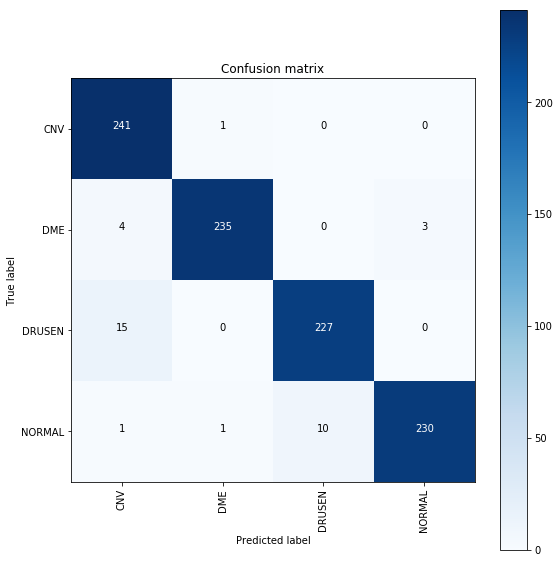 Confusion matrix
True label
CNV 241 1 0 0
DME 4 235 0 3
DRUSEN 15 0 227 0
NORMAL 1 1 10 230
CNV DME DRUSEN NORMAL
Predicted label
200
150
100
50
0